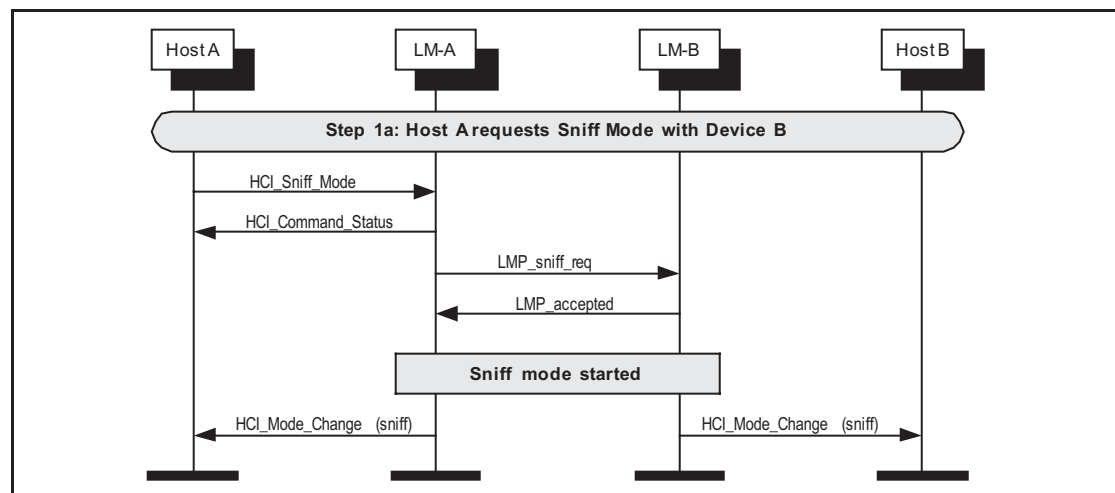 Host A
LM-A
LM-B
Host B
Step 1a: Host A requests Sniff Mode with Device B
HCI_Sniff_Mode
HCI_Command_Status
LMP_sniff_req
LMP_accepted
Sniff mode started
HCI_Mode_Change (sniff)
HCI_Mode_Change (sniff)